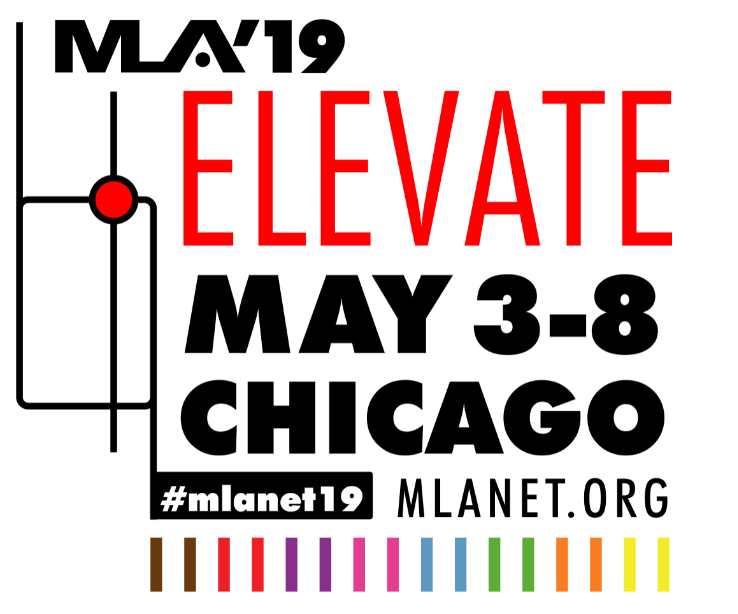 MLA'19
ELEVATE
MAY 3-8
CHICAGO
#mlanet19 MLANET.ORG